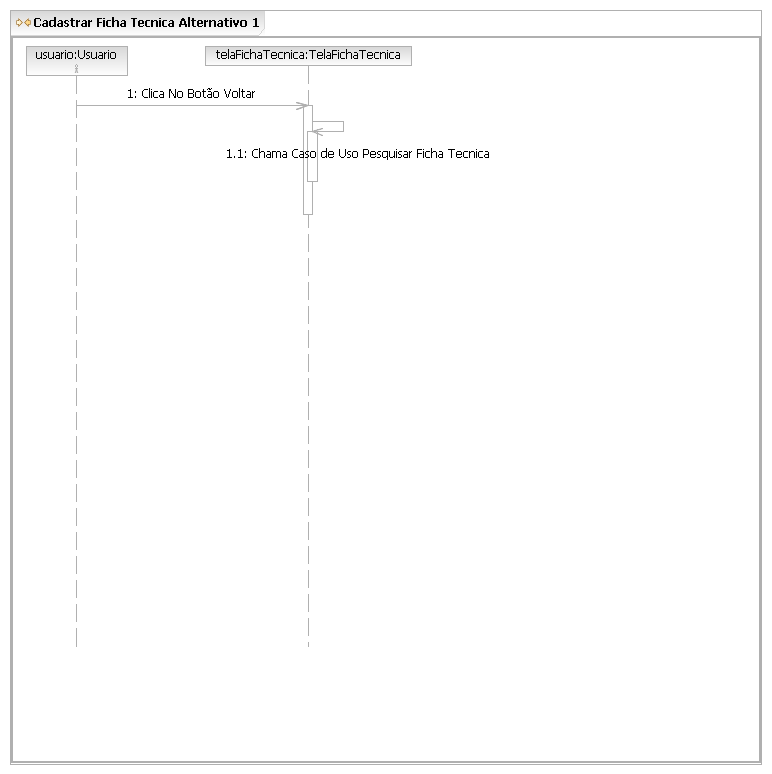 Cadastrar Ficha Tecnica Alternativo 1
usuario:Usuario
telaFichaTecnica:TelaFichaTecnica
1: Clica No Botão Voltar
1.1: Chama Caso de Uso Pesquisar Ficha Tecnica